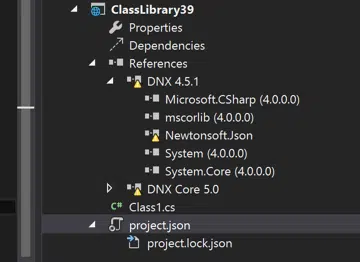 ClassLibrary39
Properties
Dependencies
References
DNX 4.5.1
Microsoft.CSharp (4.0.0.0)
mscorlib (4.0.0.0)
Newtonsoft.Json
System (4.0.0.0)
System.Core (4.0.0.0)
DNX Core 5.0
C# Class1.cs
project.json
project.lock.json